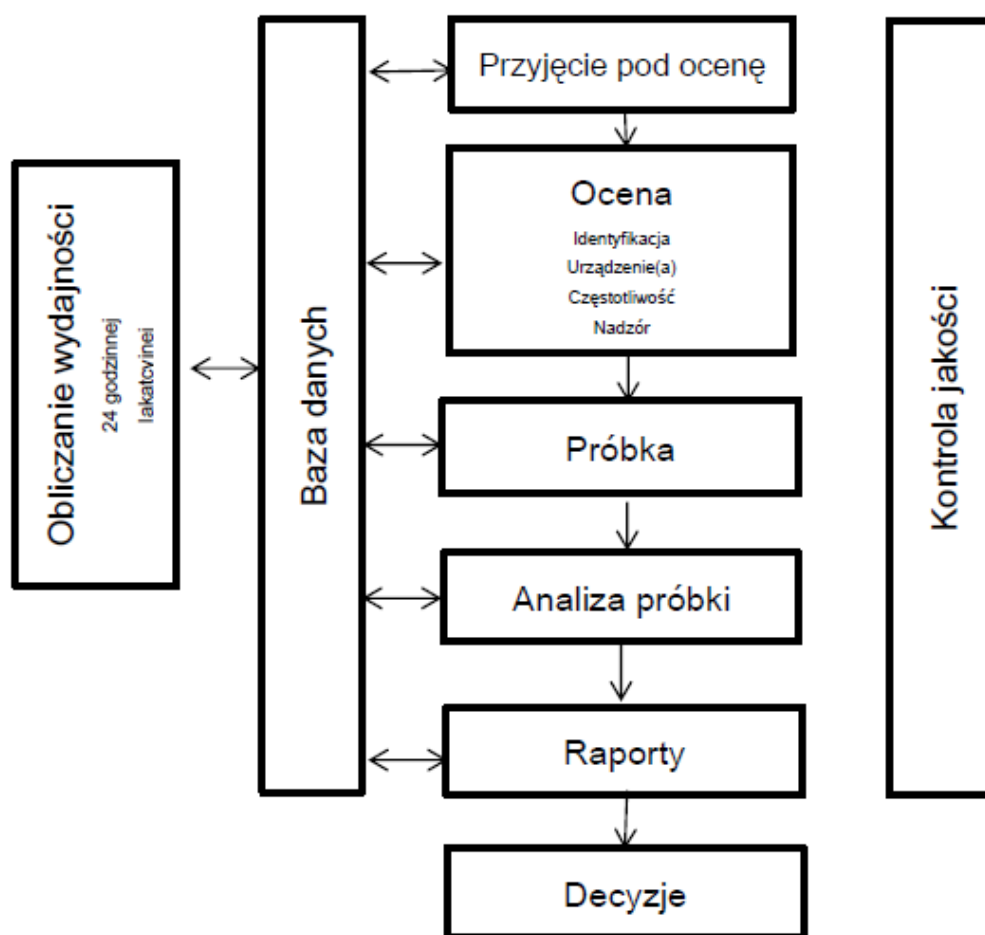 Przyjęcie pod ocenę
Ocena
Identyfikacja
Urządzenie(a)
Częstotliwość
Nadzór
Próbka
Analiza próbki
Raporty
Decyzje
Baza danych
Obliczanie wydajności
24 godzinnej
lakatcvinei
Kontrola jakości